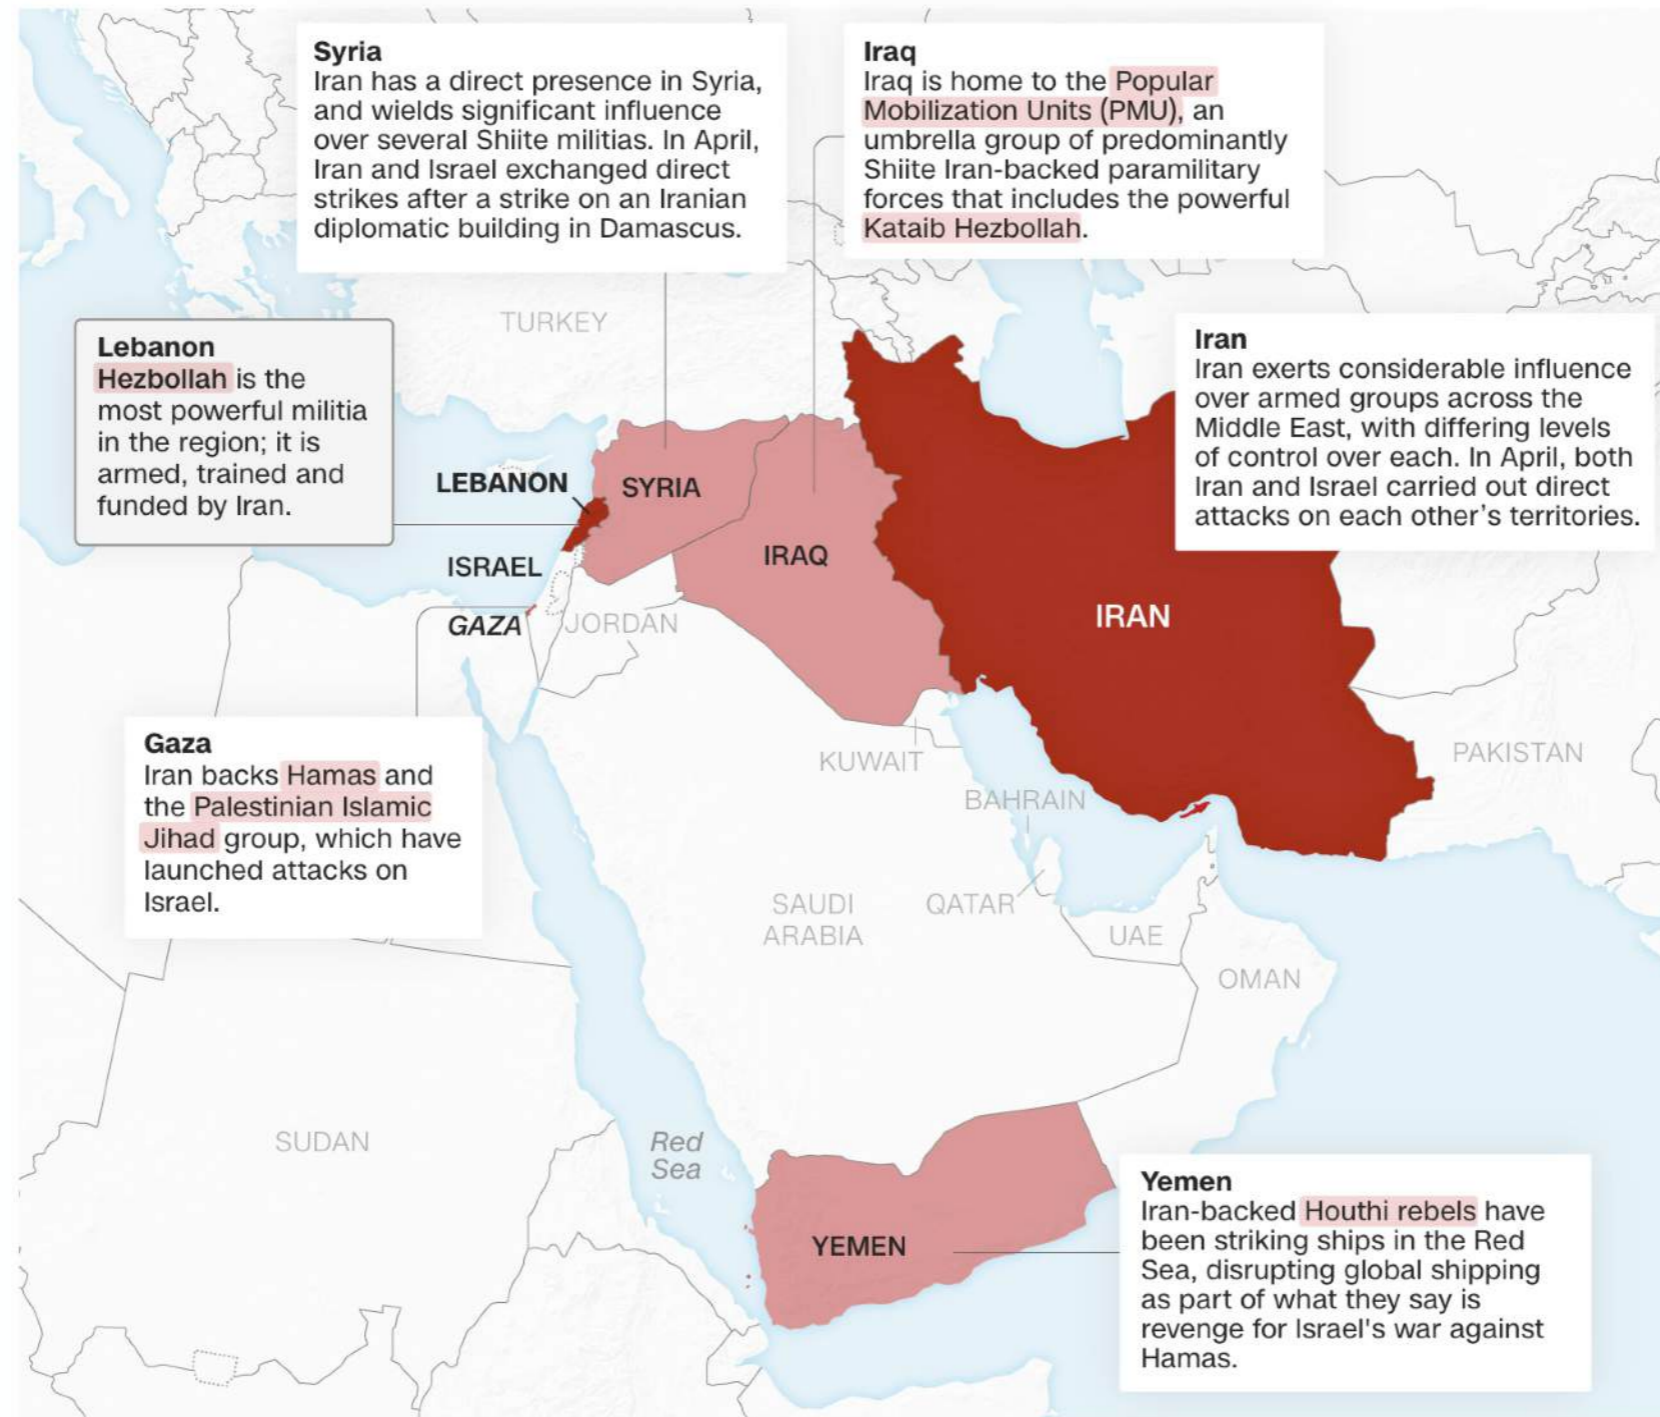 Syria
Iran has a direct presence in Syria,
and wields significant influence
over several Shiite militias. In April,
Iran and Israel exchanged direct
strikes after a strike on an Iranian
diplomatic building in Damascus.
Iraq
Iraq is home to the Popular
Mobilization Units (PMU), an
umbrella group of predominantly
Shiite Iran-backed paramilitary
forces that includes the powerful
Kataib Hezbollah.
TURKEY
Lebanon
Hezbollah is the
most powerful militia
in the region; it is
armed, trained and
funded by Iran.
Iran
Iran exerts considerable influence
over armed groups across the
Middle East, with differing levels
of control over each. In April, both
Iran and Israel carried out direct
attacks on each other’s territories.
LEBANON
SYRIA
ISRAEL
IRAQ
GAZA
JORDAN
IRAN
Gaza
Iran backs Hamas and
the Palestinian Islamic
Jihad group, which have
launched attacks on
Israel.
KUWAIT
PAKISTAN
BAHRAIN
SAUDI
ARABIA
QATAR
UAE
OMAN
SUDAN
Red
Sea
YEMEN
Yemen
Iran-backed Houthi rebels have
been striking ships in the Red
Sea, disrupting global shipping
as part of what they say is
revenge for Israel's war against
Hamas.